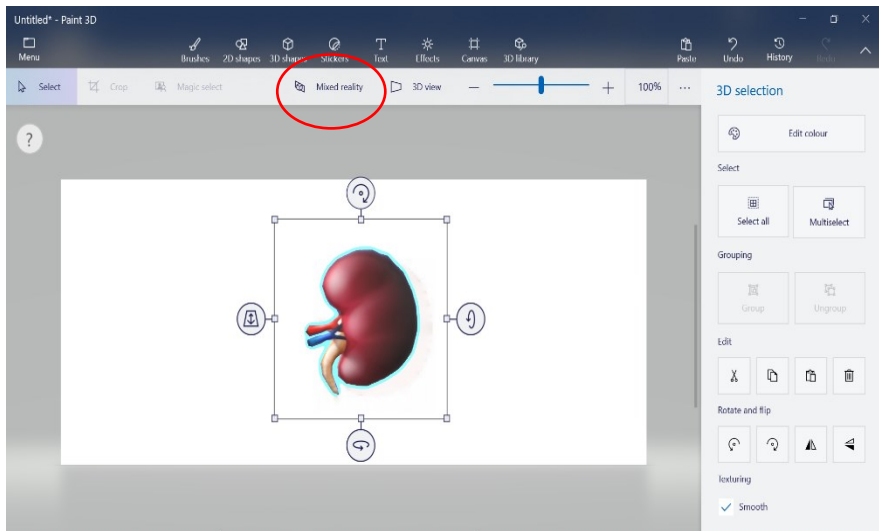 Untitled* - Paint 3D
Menu
Brushes 2D shapes 3D shapes Stickers Text Effects Canvas 3D library Paste Undo History Redo
Select Crop Magic select Mixed reality 3D view 100% ...
?
3D selection
Edit colour
Select
Select all Multiselect
Grouping
Group Ungroup
Edit
Rotate and flip
Texturing
Smooth